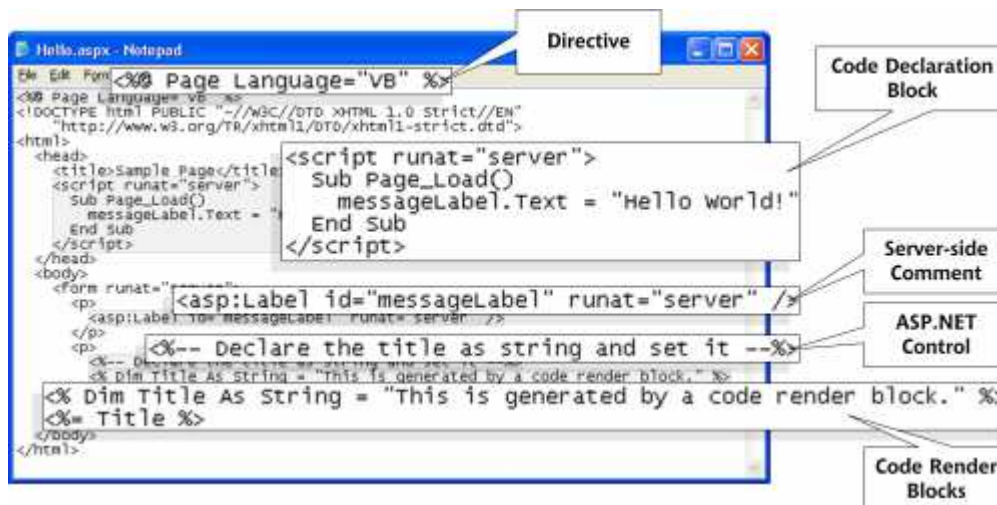 Hello.aspx - Notepad
Directive
File Edit
<%@ Page Language="VB" %>
Code Declaration
Block
<%@ Page Language= VB %>
<!DOCTYPE html PUBLIC "-//W3C//DTD XHTML 1.0 Strict//EN"
"http://www.w3.org/TR/xhtml1/DTD/xhtml1-strict.dtd">
<html>
<head>
<title>Sample Page</title
<script runat="server">
Sub Page_Load()
messageLabel.Text = "
End Sub
</script>
</head>
<script runat="server">
Sub Page_Load()
messageLabel.Text = "Hello World!"
End Sub
</script>
Server-side
Comment
<body>
<form runat="server">
<asp:Label id="messageLabel" runat="server" />
<p>
<asp:Label id= messageLabel runat= server />
</p>
ASP.NET
Control
<p>
<%-- Declare the title as string and set it --%>
<% Dim Title As String = "This is generated by a code render block." %>
<% Dim Title As String = "This is generated by a code render block." %>
<%= Title %>
</body>
</html>
Code Render
Blocks